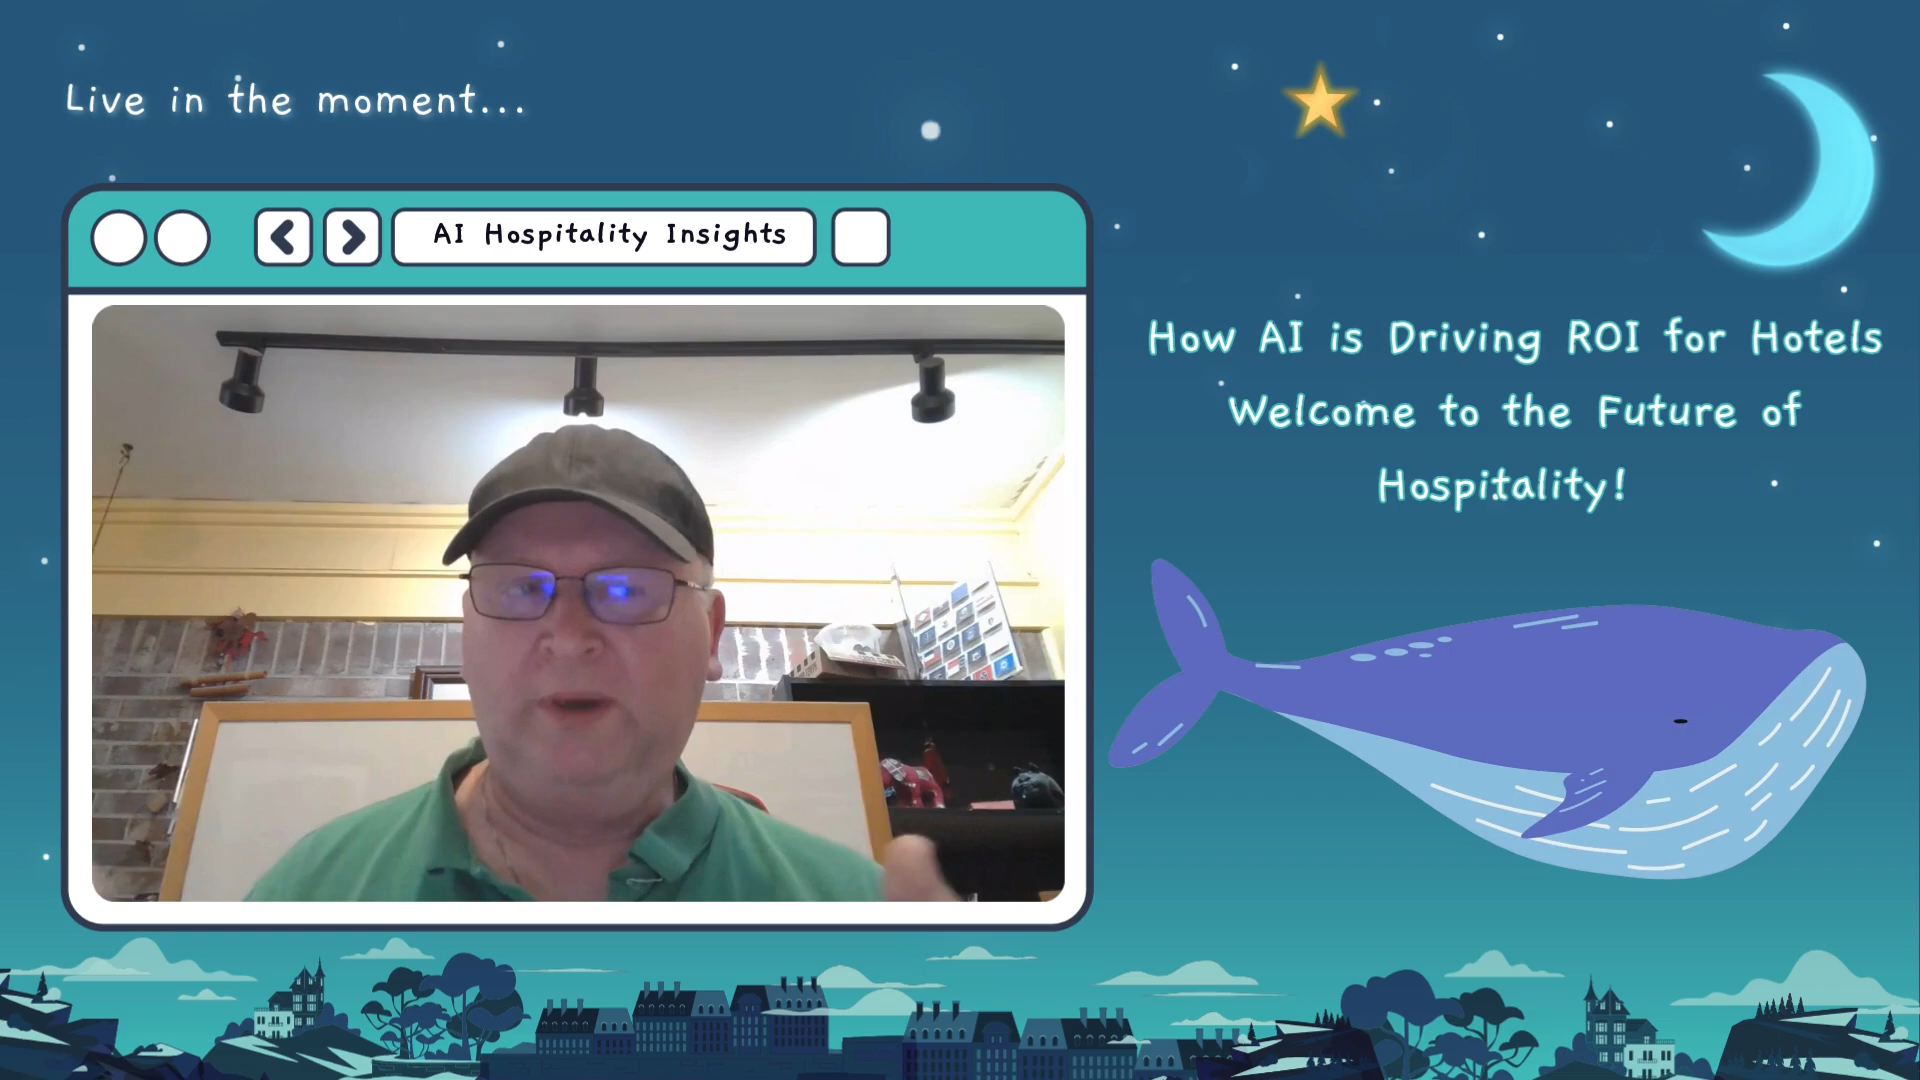 Live in the moment...
AI Hospitality Insights
How AI is Driving ROI for Hotels
Welcome to the Future of
Hospitality!